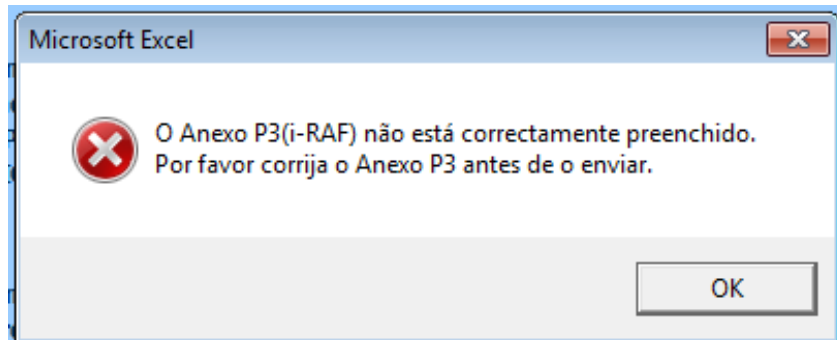 Microsoft Excel
O Anexo P3(i-RAF) não está correctamente preenchido.
Por favor corrija o Anexo P3 antes de o enviar.
OK